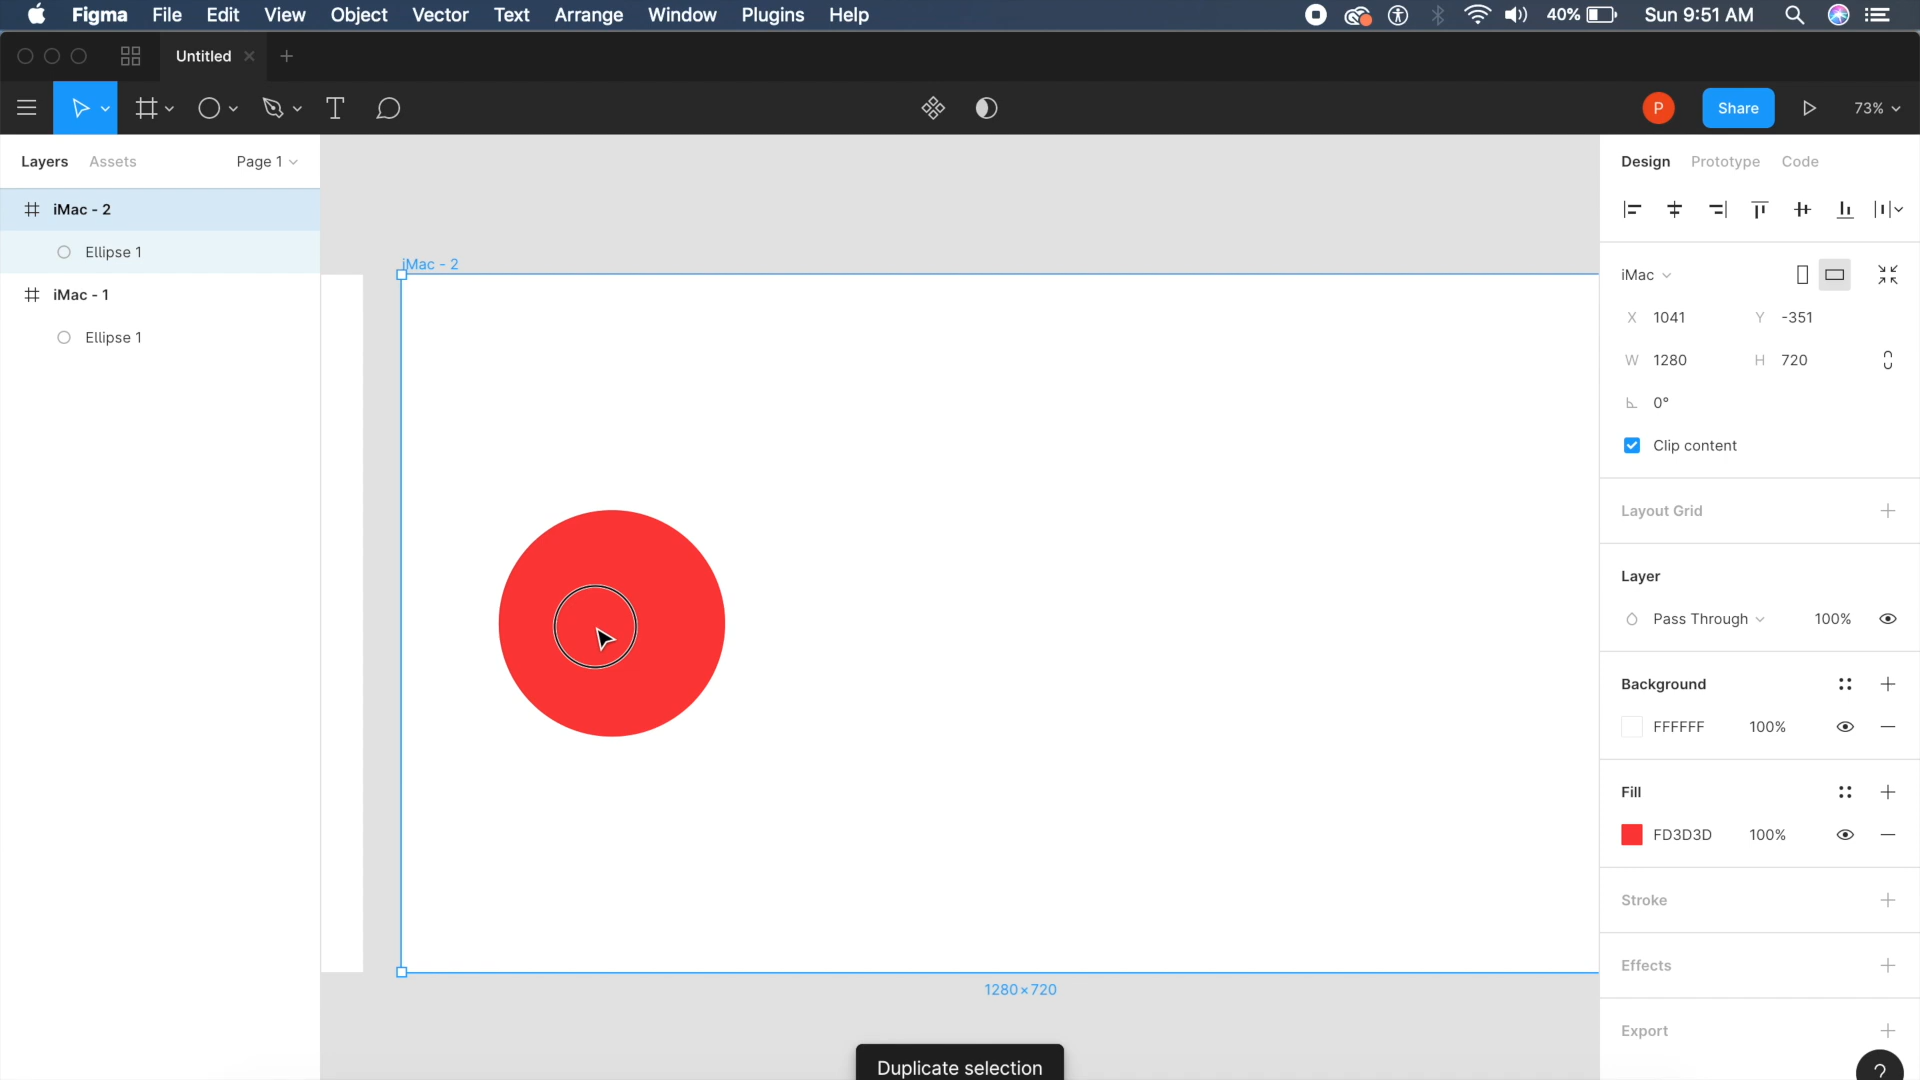 Figma File Edit View Object Vector Text Arrange Window Plugins Help 40% Sun 9:51 AM
Untitled
P Share 73%
Layers Assets Page 1
iMac - 2
Ellipse 1
iMac - 1
Ellipse 1
iMac - 2
1280×720
Duplicate selection
Design Prototype Code
iMac
X 1041 Y -351
W 1280 H 720
0°
Clip content
Layout Grid
Layer
Pass Through 100%
Background
FFFFFF 100%
Fill
FD3D3D 100%
Stroke
Effects
Export
?